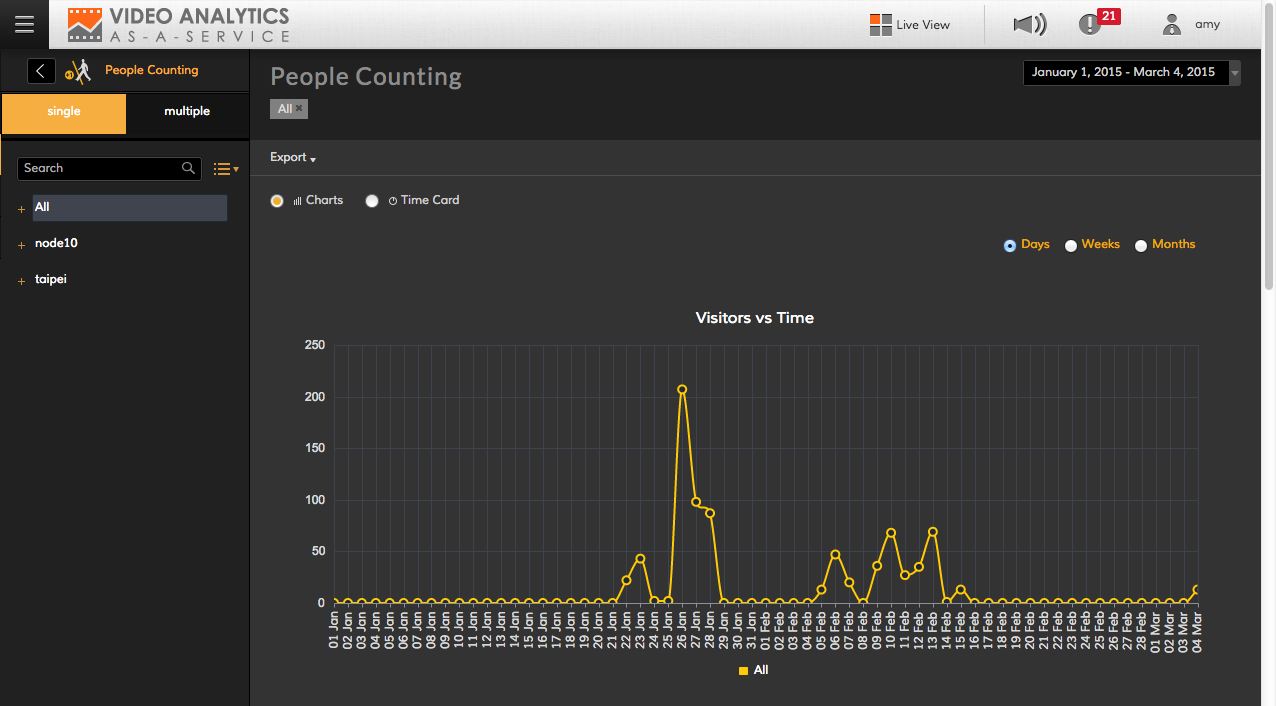 VIDEO ANALYTICS
AS-A-SERVICE
Live View
21
amy
People Counting
single
multiple
Search
All
node10
taipei
People Counting
All ×
January 1, 2015 - March 4, 2015
Export
Charts
Time Card
Days
Weeks
Months
Visitors vs Time
250
200
150
100
50
0
01 Jan
02 Jan
03 Jan
04 Jan
05 Jan
06 Jan
07 Jan
08 Jan
09 Jan
10 Jan
11 Jan
12 Jan
13 Jan
14 Jan
15 Jan
16 Jan
17 Jan
18 Jan
19 Jan
20 Jan
21 Jan
22 Jan
23 Jan
24 Jan
25 Jan
26 Jan
27 Jan
28 Jan
29 Jan
30 Jan
31 Jan
01 Feb
02 Feb
03 Feb
04 Feb
05 Feb
06 Feb
07 Feb
08 Feb
09 Feb
10 Feb
11 Feb
12 Feb
13 Feb
14 Feb
15 Feb
16 Feb
17 Feb
18 Feb
19 Feb
20 Feb
21 Feb
22 Feb
23 Feb
24 Feb
25 Feb
26 Feb
27 Feb
28 Feb
01 Mar
02 Mar
03 Mar
04 Mar
All